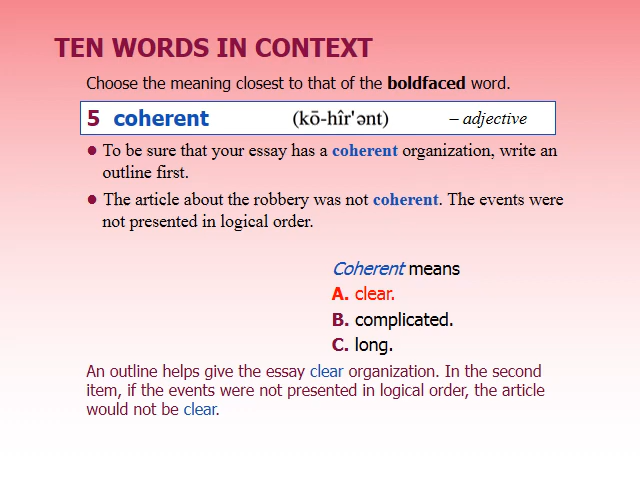 TEN WORDS IN CONTEXT
Choose the meaning closest to that of the boldfaced word.
5 coherent (kō-hîr'ənt) – adjective
• To be sure that your essay has a coherent organization, write an
outline first.
• The article about the robbery was not coherent. The events were
not presented in logical order.
Coherent means
A. clear.
B. complicated.
C. long.
An outline helps give the essay clear organization. In the second
item, if the events were not presented in logical order, the article
would not be clear.